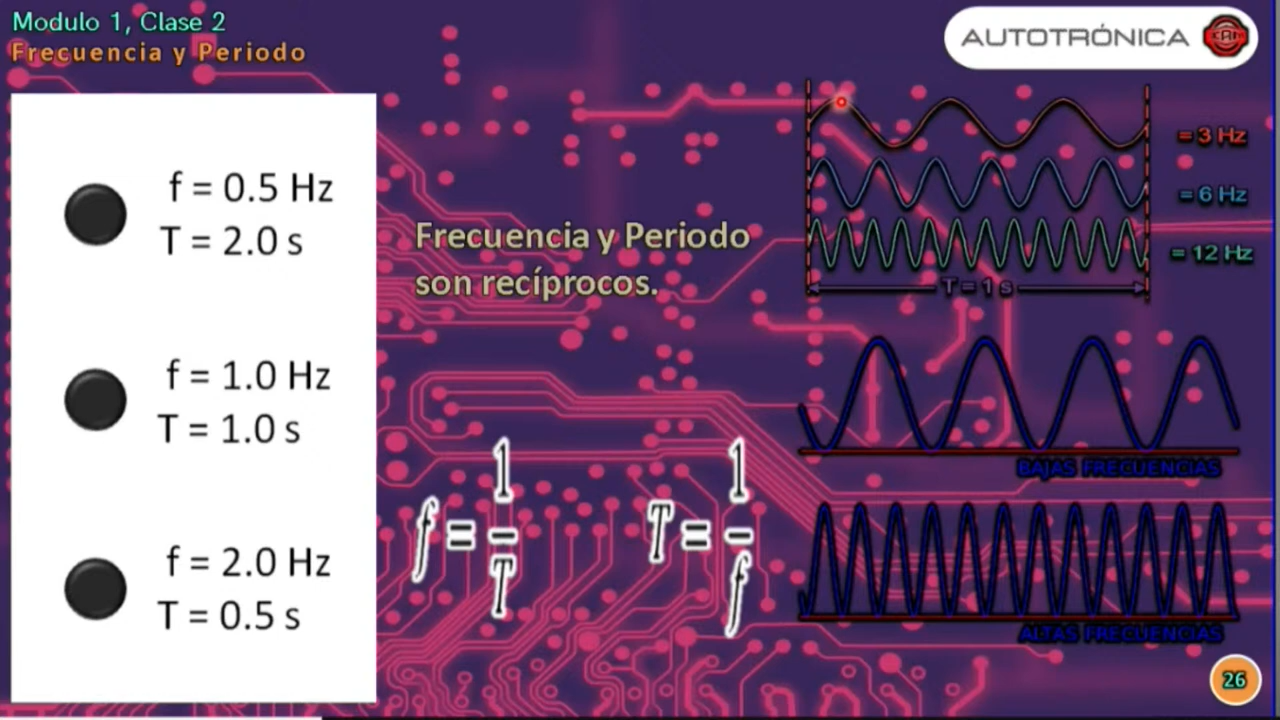 Modulo 1, Clase 2
Frecuencia y Periodo
AUTOTRÓNICA
KAM
f = 0.5 Hz
T = 2.0 s
f = 1.0 Hz
T = 1.0 s
f = 2.0 Hz
T = 0.5 s
Frecuencia y Periodo
son recíprocos.
f = 1/T
T = 1/f
= 3 Hz
= 6 Hz
= 12 Hz
T = 1 s
BAJAS FRECUENCIAS
ALTAS FRECUENCIAS
26